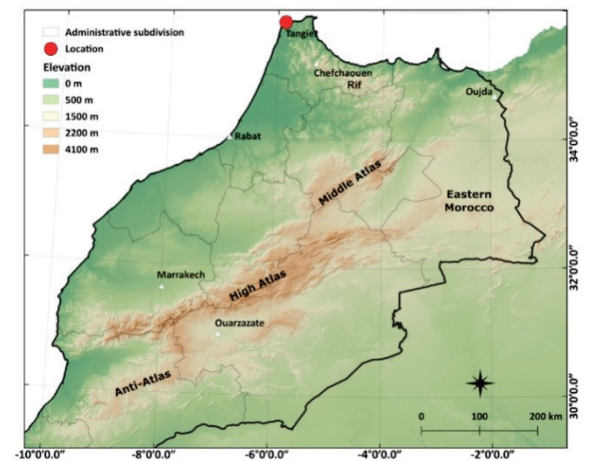 Administrative subdivision
Location
Elevation
0 m
500 m
1500 m
2200 m
4100 m
Tangier
Chefchaouen
Rif
Oujda
Rabat
34°0'0.0"
Middle Atlas
Eastern
Morocco
Marrakech
High Atlas
32°0'0.0"
Ouarzazate
Anti-Atlas
30°0'0.0"
0 100 200 km
-10°0'0.0" -8°0'0.0" -6°0'0.0" -4°0'0.0" -2°0'0.0"